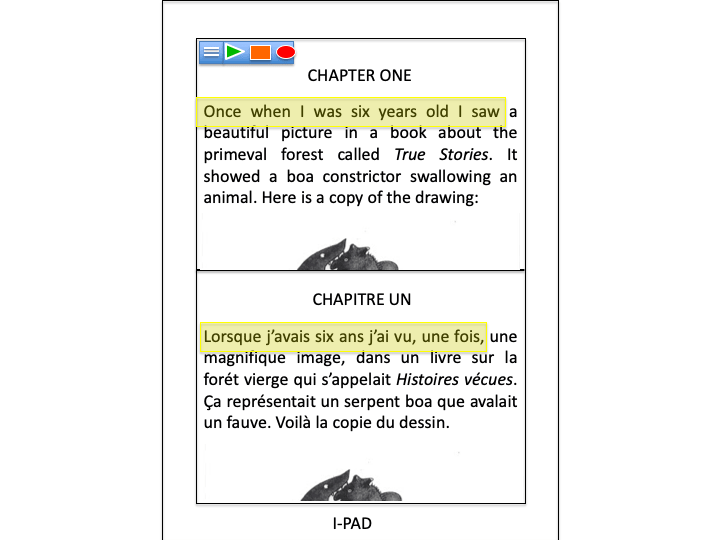 CHAPTER ONE
Once when I was six years old I saw a
beautiful picture in a book about the
primeval forest called True Stories. It
showed a boa constrictor swallowing an
animal. Here is a copy of the drawing:
CHAPITRE UN
Lorsque j’avais six ans j’ai vu, une fois, une
magnifique image, dans un livre sur la
forét vierge qui s’appelait Histoires vécues.
Ça représentait un serpent boa que avalait
un fauve. Voilà la copie du dessin.
I-PAD